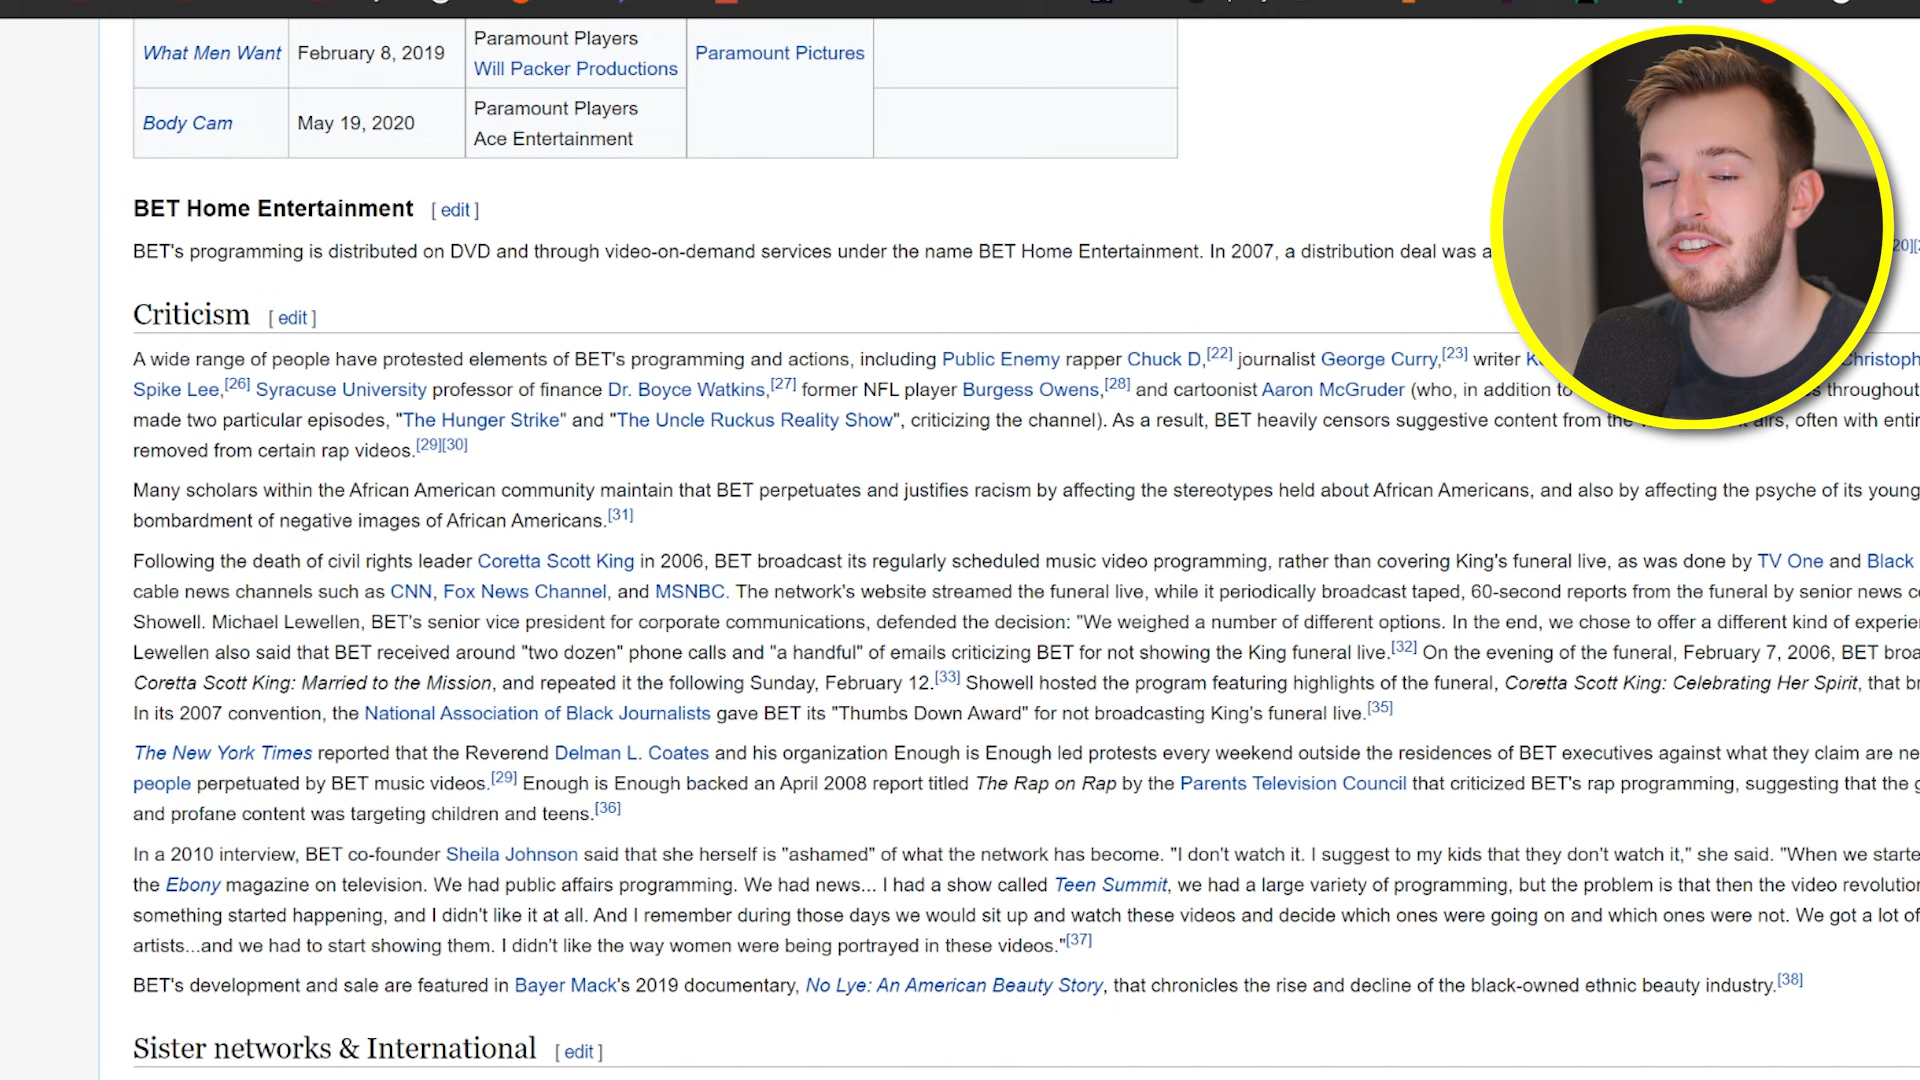 What Men Want February 8, 2019 Paramount Players Will Packer Productions Paramount Pictures
Body Cam May 19, 2020 Paramount Players Ace Entertainment
BET Home Entertainment [ edit ]
BET's programming is distributed on DVD and through video-on-demand services under the name BET Home Entertainment. In 2007, a distribution deal was a
Criticism [ edit ]
A wide range of people have protested elements of BET's programming and actions, including Public Enemy rapper Chuck D,[22] journalist George Curry,[23] writer
Spike Lee,[26] Syracuse University professor of finance Dr. Boyce Watkins,[27] former NFL player Burgess Owens,[28] and cartoonist Aaron McGruder (who, in addition to throughout
made two particular episodes, "The Hunger Strike" and "The Uncle Ruckus Reality Show", criticizing the channel). As a result, BET heavily censors suggestive content from the airs, often with enti
removed from certain rap videos.[29][30]
Many scholars within the African American community maintain that BET perpetuates and justifies racism by affecting the stereotypes held about African Americans, and also by affecting the psyche of its young
bombardment of negative images of African Americans.[31]
Following the death of civil rights leader Coretta Scott King in 2006, BET broadcast its regularly scheduled music video programming, rather than covering King's funeral live, as was done by TV One and Black
cable news channels such as CNN, Fox News Channel, and MSNBC. The network's website streamed the funeral live, while it periodically broadcast taped, 60-second reports from the funeral by senior news c
Showell. Michael Lewellen, BET's senior vice president for corporate communications, defended the decision: "We weighed a number of different options. In the end, we chose to offer a different kind of experie
Lewellen also said that BET received around "two dozen" phone calls and "a handful" of emails criticizing BET for not showing the King funeral live.[32] On the evening of the funeral, February 7, 2006, BET broa
Coretta Scott King: Married to the Mission, and repeated it the following Sunday, February 12.[33] Showell hosted the program featuring highlights of the funeral, Coretta Scott King: Celebrating Her Spirit, that b
In its 2007 convention, the National Association of Black Journalists gave BET its "Thumbs Down Award" for not broadcasting King's funeral live.[35]
The New York Times reported that the Reverend Delman L. Coates and his organization Enough is Enough led protests every weekend outside the residences of BET executives against what they claim are ne
people perpetuated by BET music videos.[29] Enough is Enough backed an April 2008 report titled The Rap on Rap by the Parents Television Council that criticized BET's rap programming, suggesting that the g
and profane content was targeting children and teens.[36]
In a 2010 interview, BET co-founder Sheila Johnson said that she herself is "ashamed" of what the network has become. "I don't watch it. I suggest to my kids that they don't watch it," she said. "When we starte
the Ebony magazine on television. We had public affairs programming. We had news... I had a show called Teen Summit, we had a large variety of programming, but the problem is that then the video revolution
something started happening, and I didn't like it at all. And I remember during those days we would sit up and watch these videos and decide which ones were going on and which ones were not. We got a lot of
artists...and we had to start showing them. I didn't like the way women were being portrayed in these videos."[37]
BET's development and sale are featured in Bayer Mack's 2019 documentary, No Lye: An American Beauty Story, that chronicles the rise and decline of the black-owned ethnic beauty industry.[38]
Sister networks & International [ edit ]